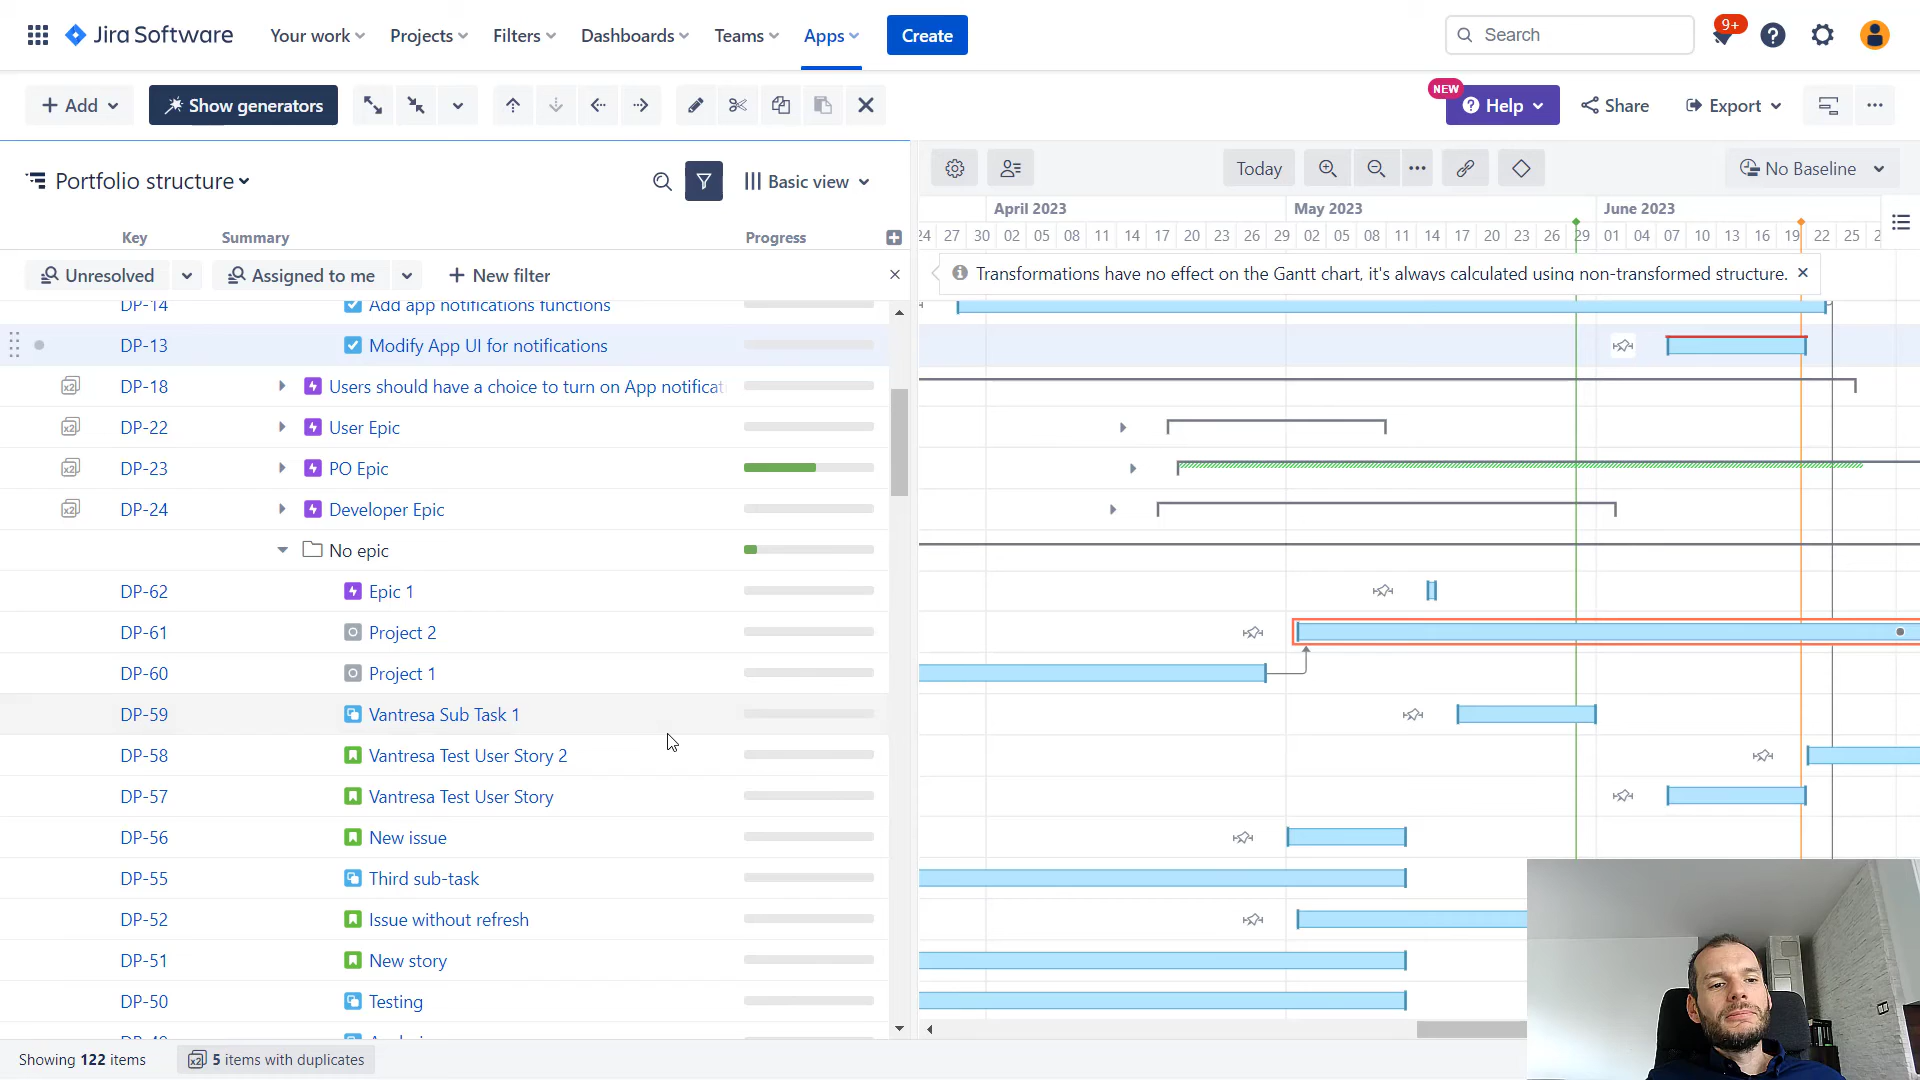 Jira Software
Your work
Projects
Filters
Dashboards
Teams
Apps
Create
Search
9+
Add
Show generators
NEW
Help
Share
Export
Portfolio structure
Basic view
Today
No Baseline
April 2023
May 2023
June 2023
Key
Summary
Progress
24 27 30 02 05 08 11 14 17 20 23 26 29 02 05 08 11 14 17 20 23 26 29 01 04 07 10 13 16 19 22 25
Unresolved
Assigned to me
New filter
Transformations have no effect on the Gantt chart, it's always calculated using non-transformed structure.
DP-14 Add app notifications functions
DP-13 Modify App UI for notifications
x2 DP-18 Users should have a choice to turn on App notificat
x2 DP-22 User Epic
x2 DP-23 PO Epic
x2 DP-24 Developer Epic
No epic
DP-62 Epic 1
DP-61 Project 2
DP-60 Project 1
DP-59 Vantresa Sub Task 1
DP-58 Vantresa Test User Story 2
DP-57 Vantresa Test User Story
DP-56 New issue
DP-55 Third sub-task
DP-52 Issue without refresh
DP-51 New story
DP-50 Testing
Showing 122 items
x2 5 items with duplicates